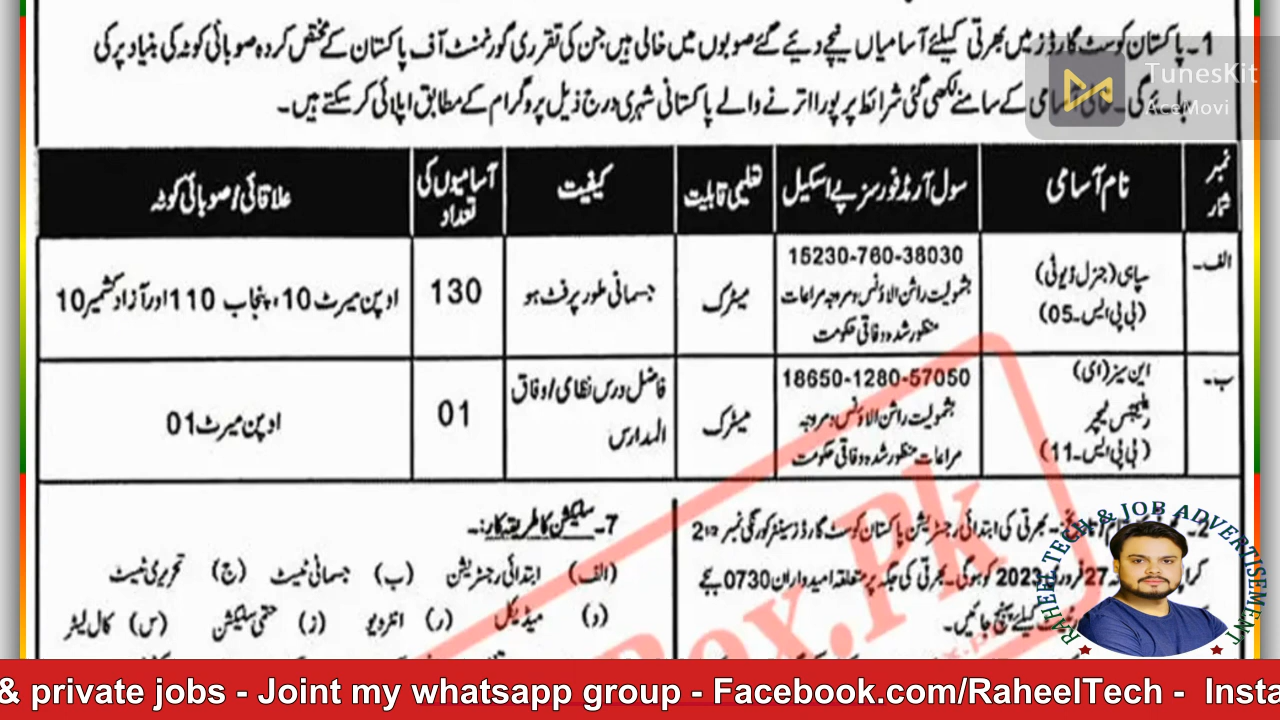 1۔ پاکستان کوسٹ گارڈز میں بھرتی کیلئے آسامیاں نیچے دیئے گئے صوبوں میں خالی ہیں جن کی تقرری گورنمنٹ آف پاکستان کے مختص کردہ صوبائی کوٹہ کی بنیاد پر کی
جائے گی۔ آسامی کے سامنے لکھی گئی شرائط پر پورا اترنے والے پاکستانی شہری درج ذیل پروگرام کے مطابق اپلائی کر سکتے ہیں۔
TunesKit
AceMovi
نمبر شمار
نام آسامی
سول آرمڈ فورسز پے اسکیل
تعلیمی قابلیت
کیفیت
آسامیوں کی تعداد
علاقائی/صوبائی کوٹہ
الف۔
سپاہی (جنرل ڈیوٹی)
(بی پی ایس۔05)
15230-760-38030
بشمولیت راشن الاؤنس و مروجہ مراعات
منظور شدہ وفاقی حکومت
میٹرک
جسمانی طور پر فٹ ہو
130
اوپن میرٹ 10، پنجاب 110 اور آزاد کشمیر 10
ب۔
این سیز (ای)
ریلیجس ٹیچر
(بی پی ایس۔11)
18650-1280-57050
بشمولیت راشن الاؤنس و مروجہ
مراعات منظور شدہ وفاقی حکومت
میٹرک
فاضل درس نظامی/وفاق
المدارس
01
اوپن میرٹ 01
2۔ بھرتی کی ابتدائی رجسٹریشن پاکستان کوسٹ گارڈز سینٹر کورنگی نمبر 2 1/2
27 فروری 2023 کو ہوگی۔ بھرتی کی جگہ پر متعلقہ امیدواران 0730 بجے
کیلئے پہنچ جائیں۔
7۔ سلیکشن کا طریقہ کار:۔
(الف) ابتدائی رجسٹریشن (ب) جسمانی ٹیسٹ (ج) تحریری ٹیسٹ
(د) میڈیکل (ر) انٹرویو (ز) حتمی سلیکشن (س) کال لیٹر
ox.Pk
RAHEEL TECH & JOB ADVERTISEMENT
& private jobs - Joint my whatsapp group - Facebook.com/RaheelTech - Insta